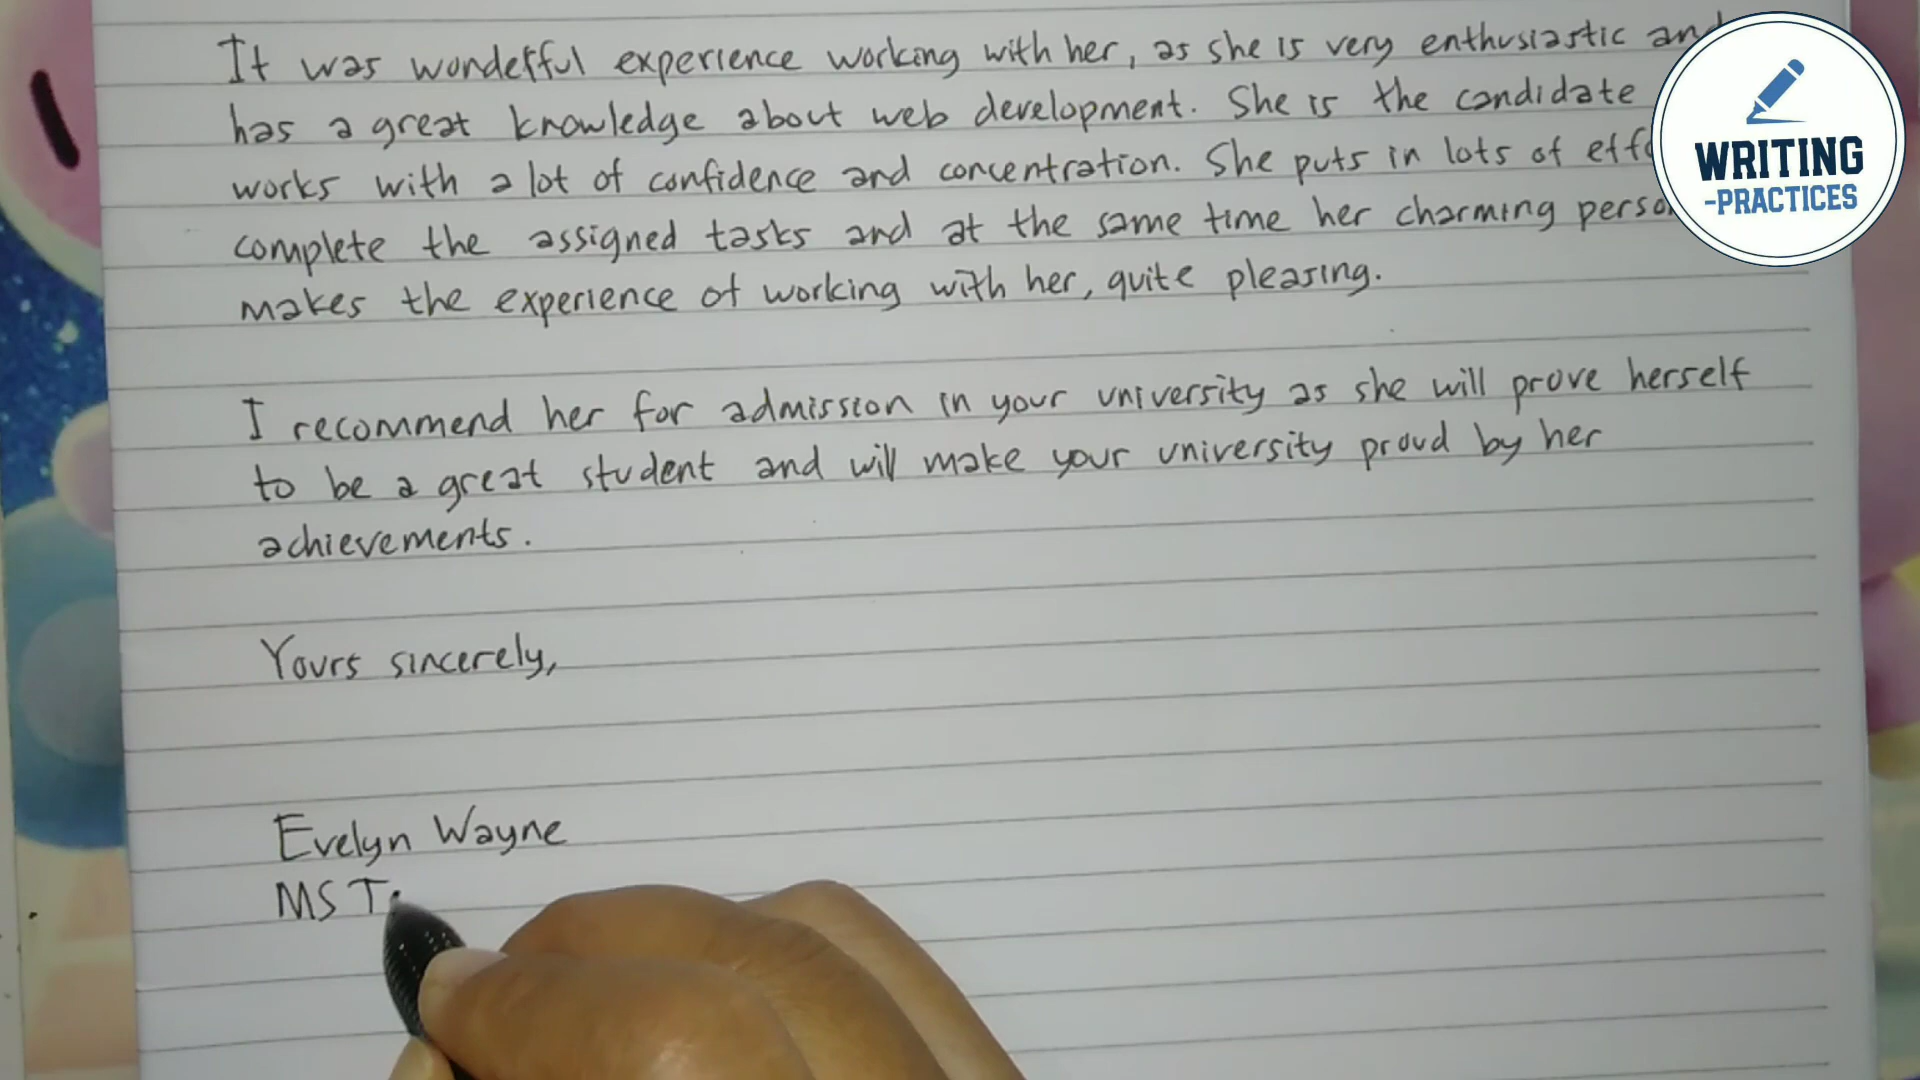 It was wonderful experience working with her, as she is very enthusiastic and
has a great knowledge about web development. She is the candidate
works with a lot of confidence and concentration. She puts in lots of
complete the assigned tasks and at the same time her charming
makes the experience of working with her, quite pleasing.
I recommend her for admission in your university as she will prove herself
to be a great student and will make your university proud by her
achievements.
Yours sincerely,
Evelyn Wayne
MS
WRITING
-PRACTICES